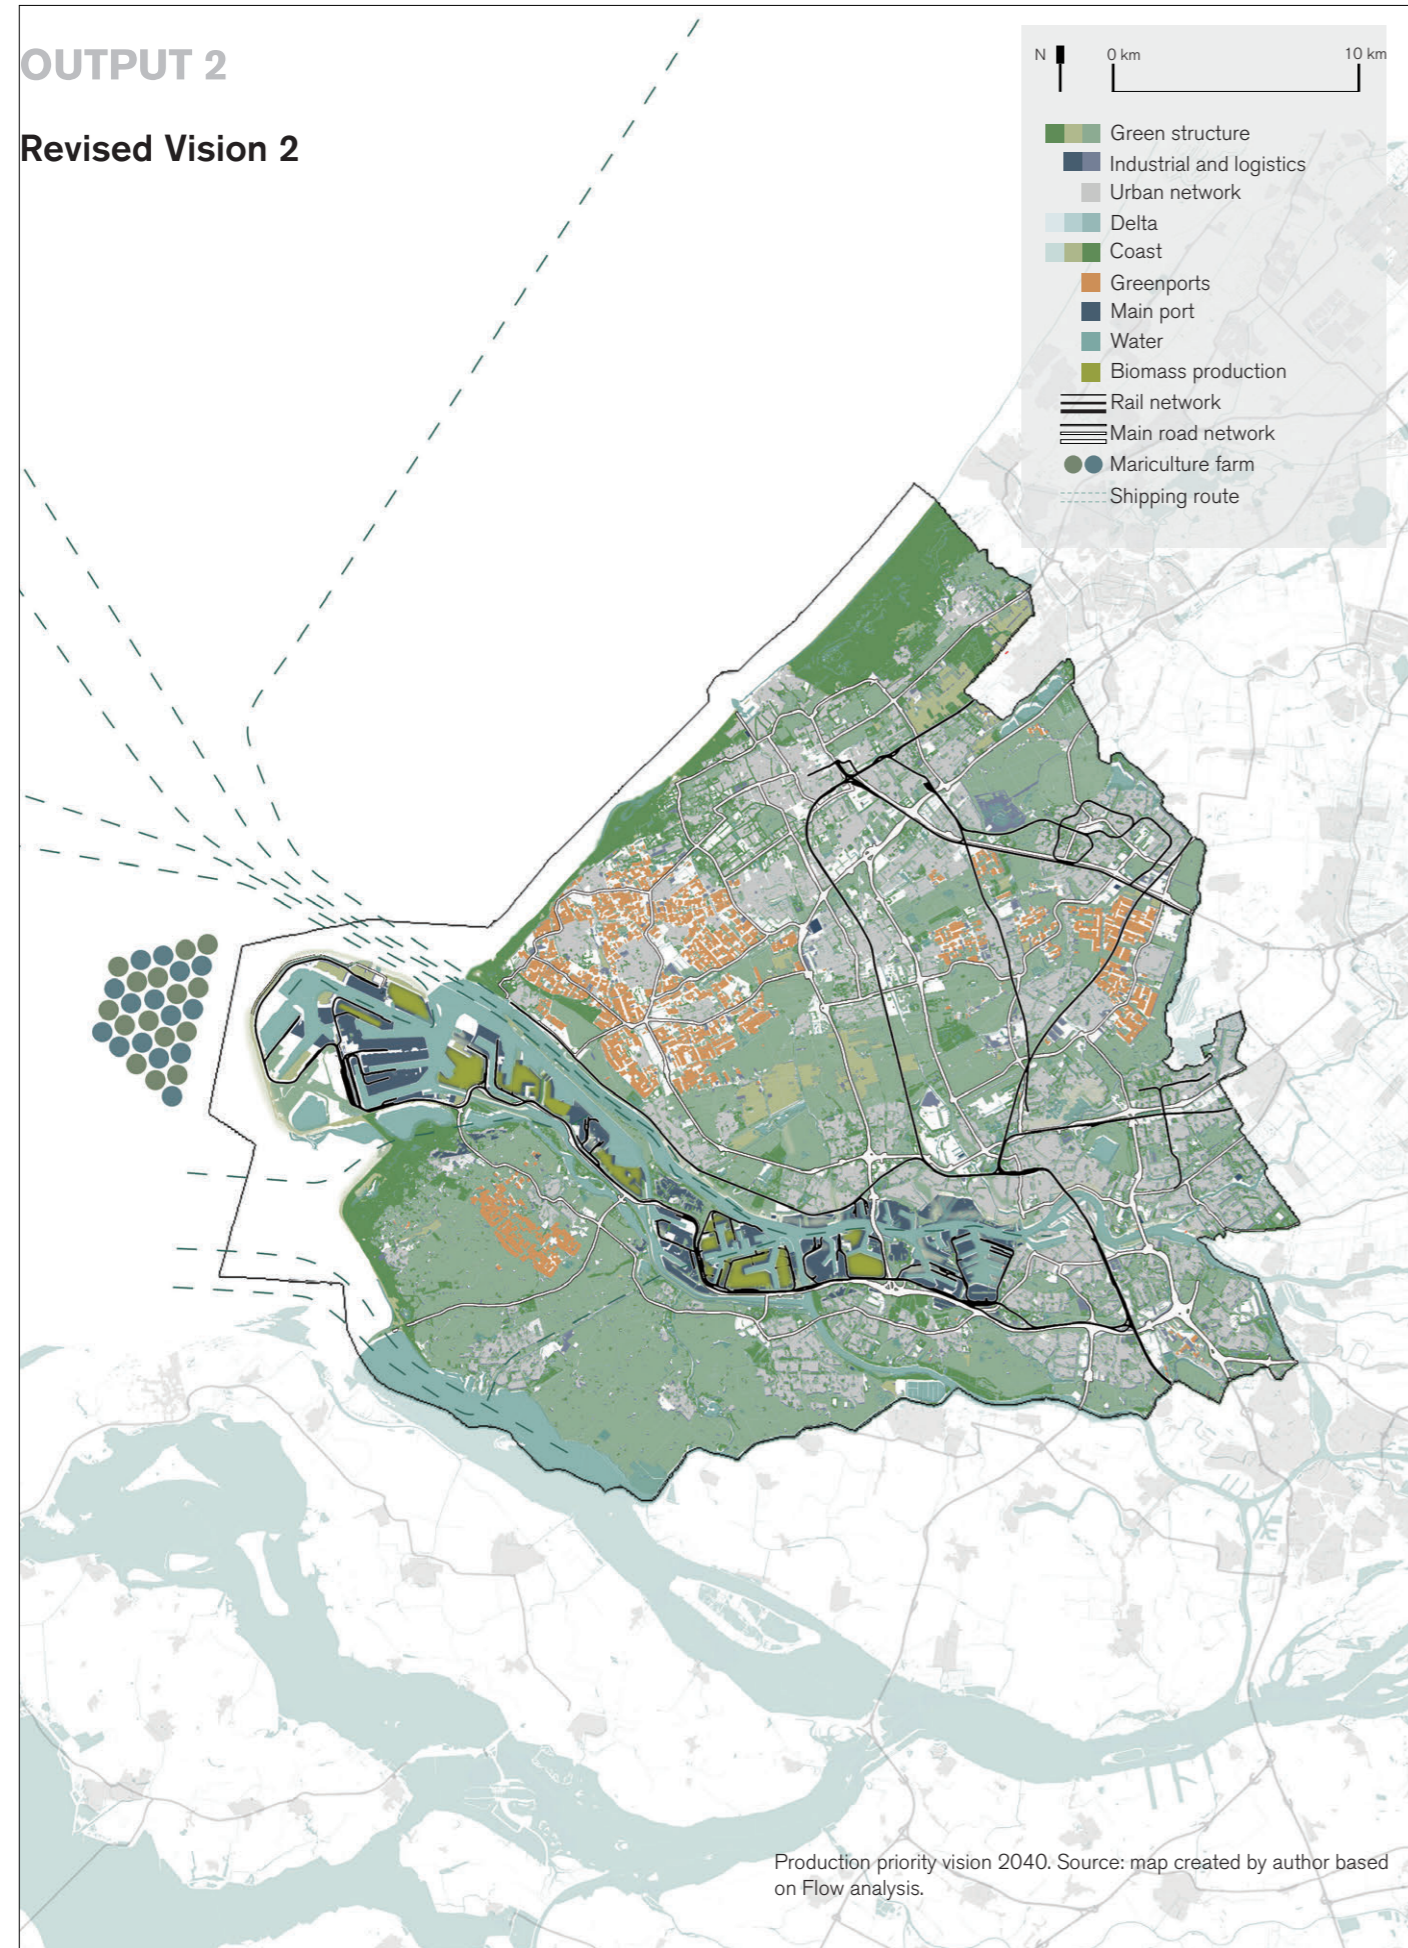 OUTPUT 2
Revised Vision 2
N 0 km 10 km
Green structure
Industrial and logistics
Urban network
Delta
Coast
Greenports
Main port
Water
Biomass production
Rail network
Main road network
Mariculture farm
Shipping route
Production priority vision 2040. Source: map created by author based
on Flow analysis.